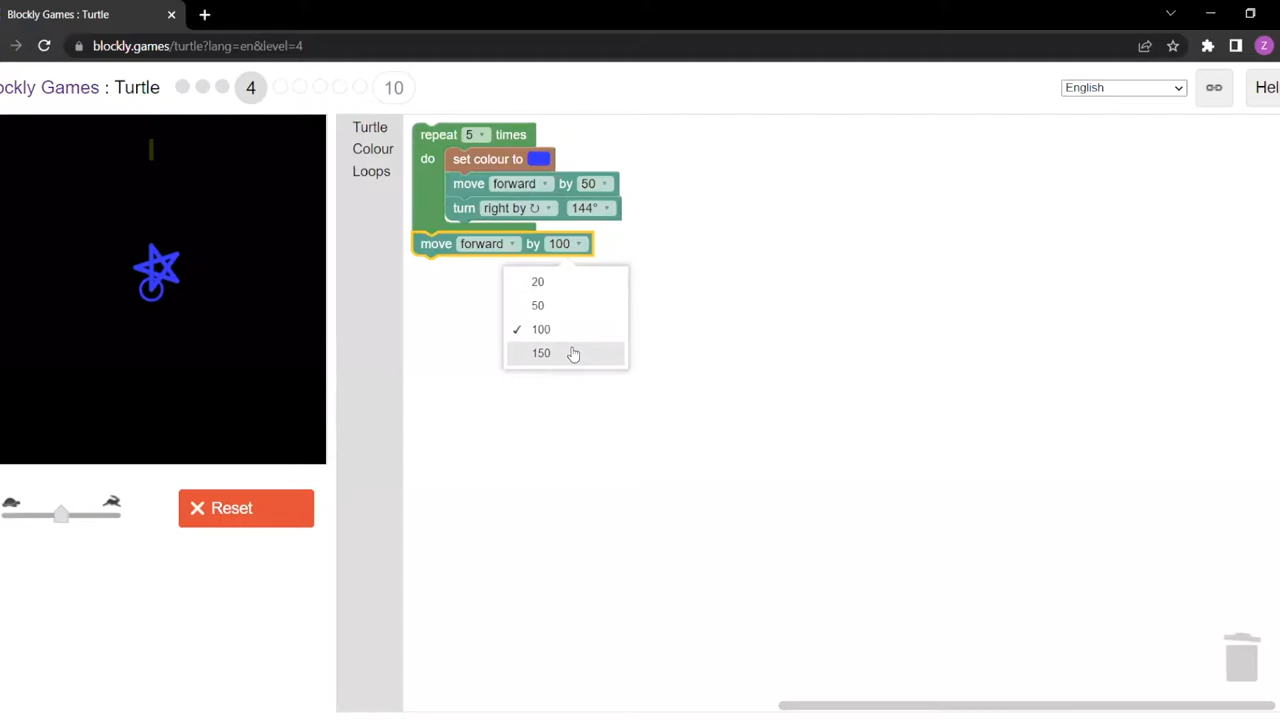 Blockly Games : Turtle
blockly.games/turtle?lang=en&level=4
Z
ockly Games : Turtle
4
10
English
Hel
Turtle
Colour
Loops
repeat 5 times
do
set colour to
move forward by 50
turn right by ↻ 144°
move forward by 100
20
50
✓ 100
150
Reset